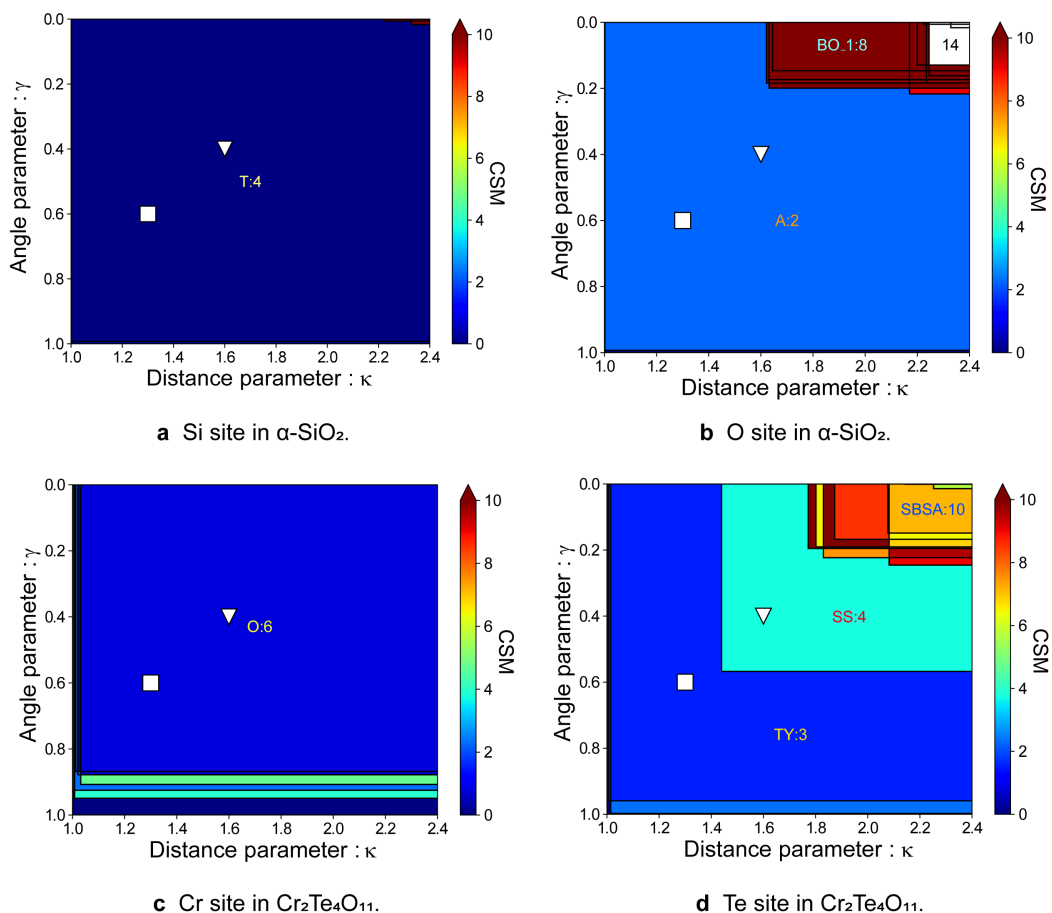 0.0
0.2
0.4
0.6
0.8
1.0
Angle parameter : γ
T:4
1.0 1.2 1.4 1.6 1.8 2.0 2.2 2.4
Distance parameter : κ
10
8
6
4
2
0
CSM
a Si site in α-SiO₂.
0.0
0.2
0.4
0.6
0.8
1.0
Angle parameter :γ
BO_1:8
14
A:2
1.0 1.2 1.4 1.6 1.8 2.0 2.2 2.4
Distance parameter : κ
10
8
6
4
2
0
CSM
b O site in α-SiO₂.
0.0
0.2
0.4
0.6
0.8
1.0
Angle parameter :γ
O:6
1.0 1.2 1.4 1.6 1.8 2.0 2.2 2.4
Distance parameter : κ
10
8
6
4
2
0
CSM
c Cr site in Cr₂Te₄O₁₁.
0.0
0.2
0.4
0.6
0.8
1.0
Angle parameter : γ
SBSA:10
SS:4
TY:3
1.0 1.2 1.4 1.6 1.8 2.0 2.2 2.4
Distance parameter : κ
10
8
6
4
2
0
CSM
d Te site in Cr₂Te₄O₁₁.